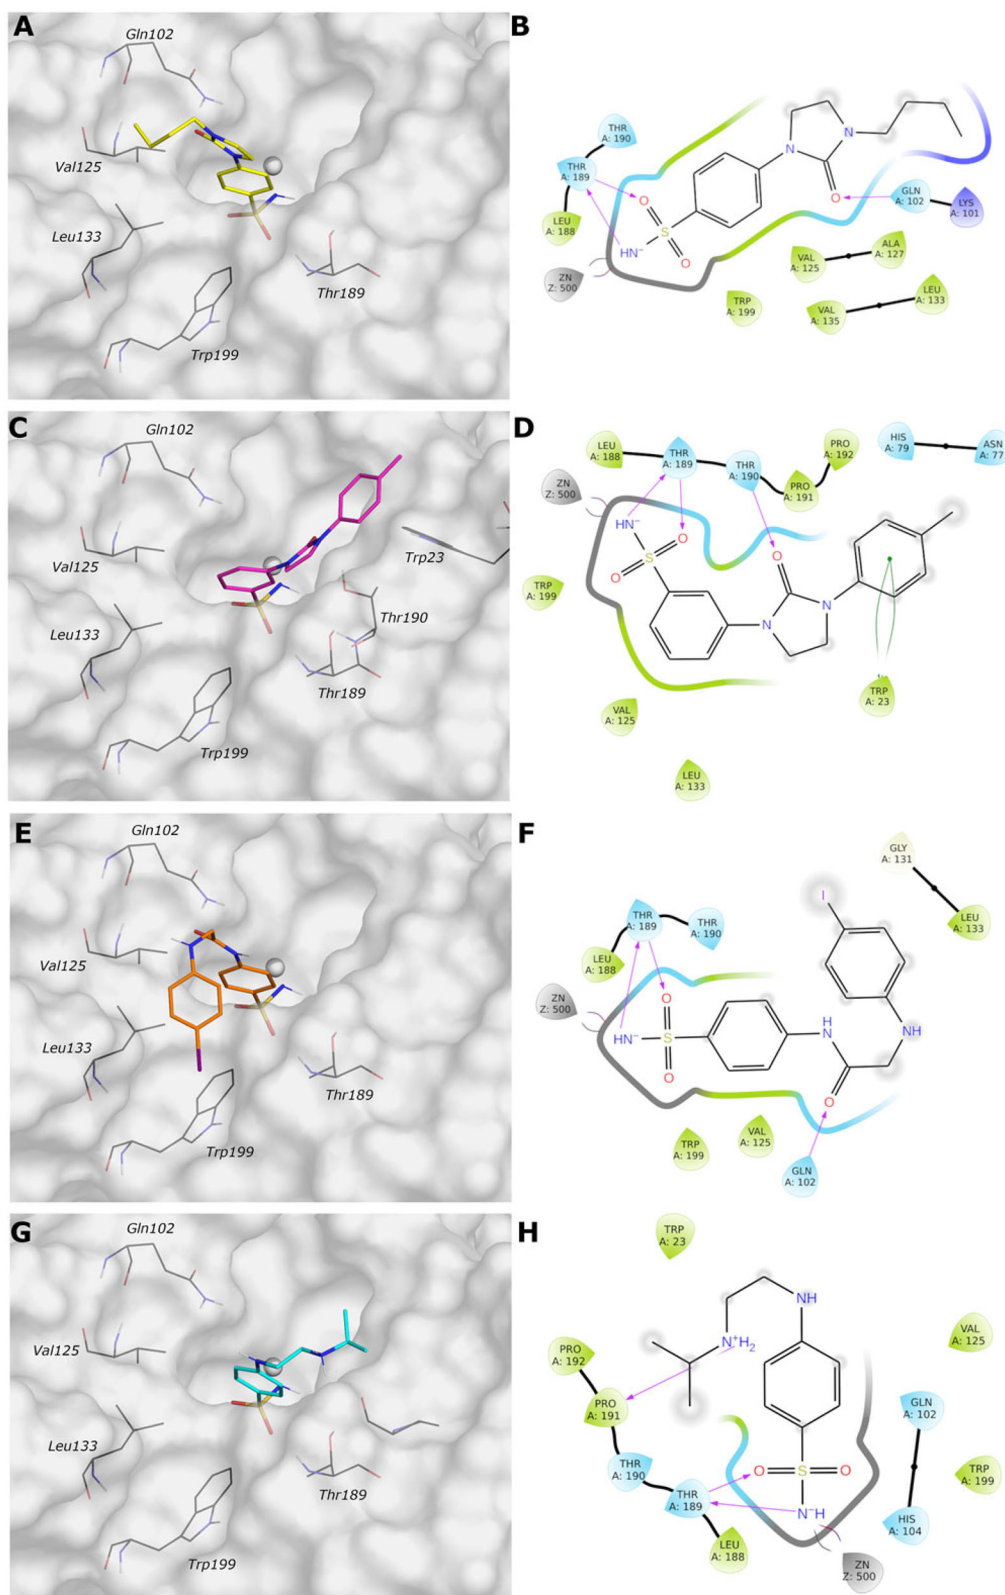 A
Gln102
Val125
Leu133
Thr189
Trp199
B
THR
A: 190
THR
A: 189
LEU
A: 188
HN⁻
S
O
O
ZN
Z: 500
N
N
O
GLN
A: 102
LYS
A: 101
VAL
A: 125
ALA
A: 127
TRP
A: 199
VAL
A: 135
LEU
A: 133
C
Gln102
Val125
Trp23
Leu133
Thr190
Thr189
Trp199
D
LEU
A: 188
THR
A: 189
THR
A: 190
PRO
A: 191
PRO
A: 192
HIS
A: 79
ASN
A: 77
ZN
Z: 500
HN⁻
O
S
O
O
N
N
TRP
A: 199
VAL
A: 125
TRP
A: 23
LEU
A: 133
E
Gln102
Val125
Leu133
Thr189
Trp199
F
GLY
A: 131
LEU
A: 133
I
THR
A: 189
THR
A: 190
LEU
A: 188
ZN
Z: 500
O
HN⁻
S
O
H
N
NH
O
TRP
A: 199
VAL
A: 125
GLN
A: 102
G
Gln102
Val125
Leu133
Thr189
Trp199
H
TRP
A: 23
NH
N⁺H₂
VAL
A: 125
PRO
A: 192
PRO
A: 191
GLN
A: 102
THR
A: 190
THR
A: 189
O
S
O
TRP
A: 199
N⁻H
HIS
A: 104
LEU
A: 188
ZN
Z: 500